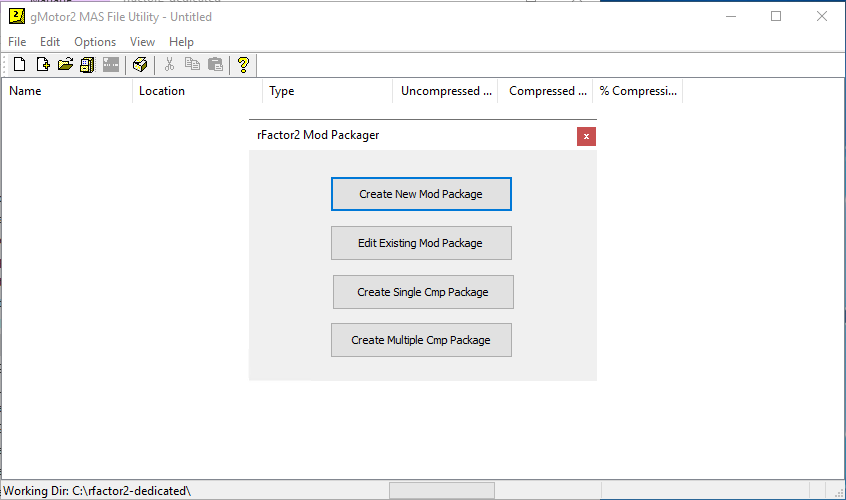 rfactor2-dedicated
gMotor2 MAS File Utility - Untitled
File Edit Options View Help
Name Location Type Uncompressed ... Compressed ... % Compressi...
rFactor2 Mod Packager
Create New Mod Package
Edit Existing Mod Package
Create Single Cmp Package
Create Multiple Cmp Package
Working Dir: C:\rfactor2-dedicated\